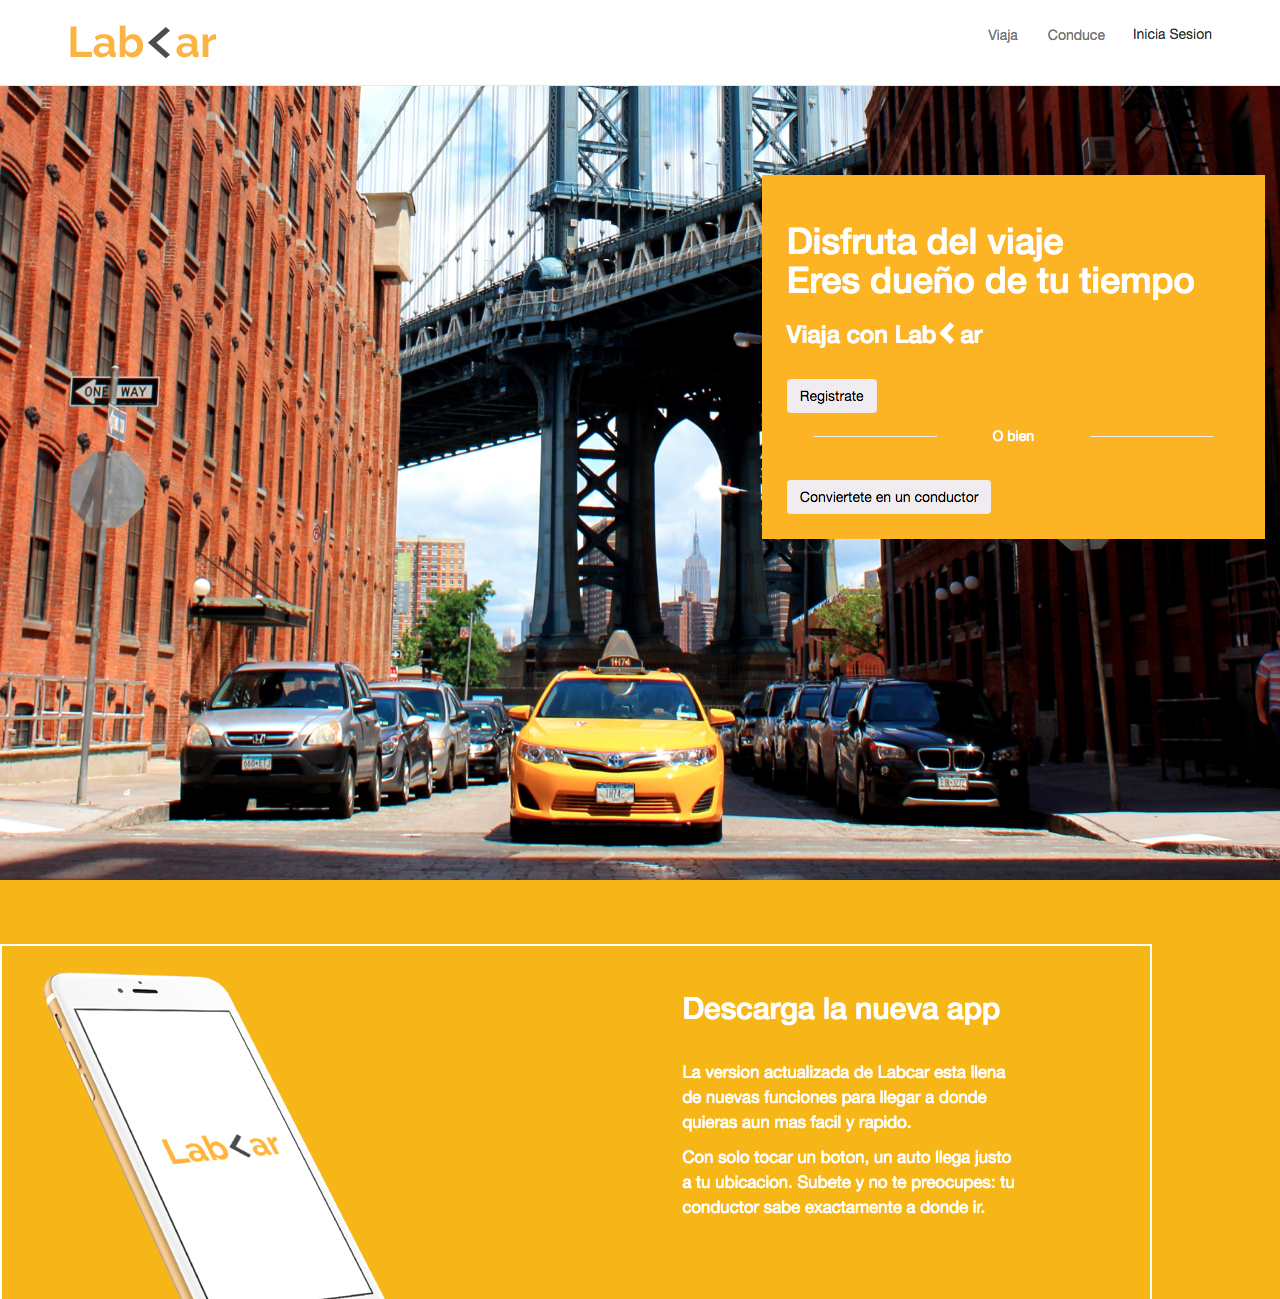 Lab<ar
Viaja
Conduce
Inicia Sesion
ONE WAY
Disfruta del viaje
Eres dueño de tu tiempo
Viaja con Lab<ar
Registrate
O bien
Conviertete en un conductor
1H74
Descarga la nueva app
La version actualizada de Labcar esta llena
de nuevas funciones para llegar a donde
quieras aun mas facil y rapido.
Con solo tocar un boton, un auto llega justo
a tu ubicacion. Subete y no te preocupes: tu
conductor sabe exactamente a donde ir.
Lab<ar